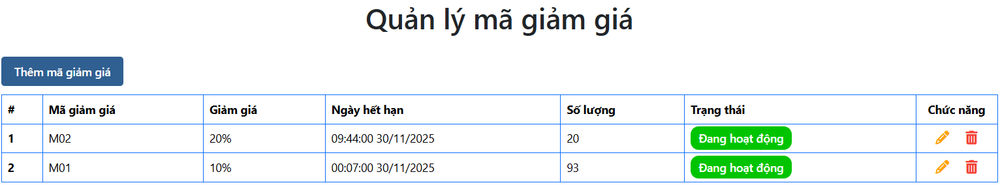 Quản lý mã giảm giá
Thêm mã giảm giá
# Mã giảm giá Giảm giá Ngày hết hạn Số lượng Trạng thái Chức năng
1 M02 20% 09:44:00 30/11/2025 20 Đang hoạt động
2 M01 10% 00:07:00 30/11/2025 93 Đang hoạt động